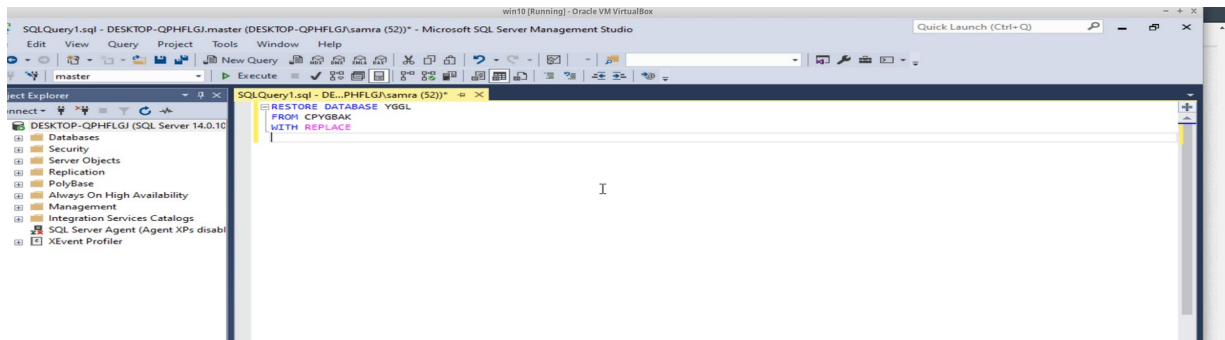 win10 [Running] - Oracle VM VirtualBox
SQLQuery1.sql - DESKTOP-QPHFLGJ.master (DESKTOP-QPHFLGJ\samra (52))* - Microsoft SQL Server Management Studio
Quick Launch (Ctrl+Q)
Edit View Query Project Tools Window Help
New Query
master
Execute
ject Explorer
SQLQuery1.sql - DE...PHFLGJ\samra (52))*
nnect
DESKTOP-QPHFLGJ (SQL Server 14.0.10
Databases
Security
Server Objects
Replication
PolyBase
Always On High Availability
Management
Integration Services Catalogs
SQL Server Agent (Agent XPs disabl
XEvent Profiler
RESTORE DATABASE YGGL
FROM CPYGBAK
WITH REPLACE